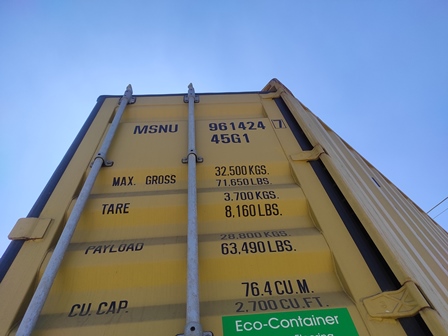 MSNU 961424 7
45G1
MAX. GROSS 32.500 KGS.
71.650 LBS.
TARE 3.700 KGS.
8,160 LBS.
PAYLOAD 28.800 KGS.
63,490 LBS.
CU. CAP. 76.4 CU.M.
2.700 CU.FT.
Eco-Container